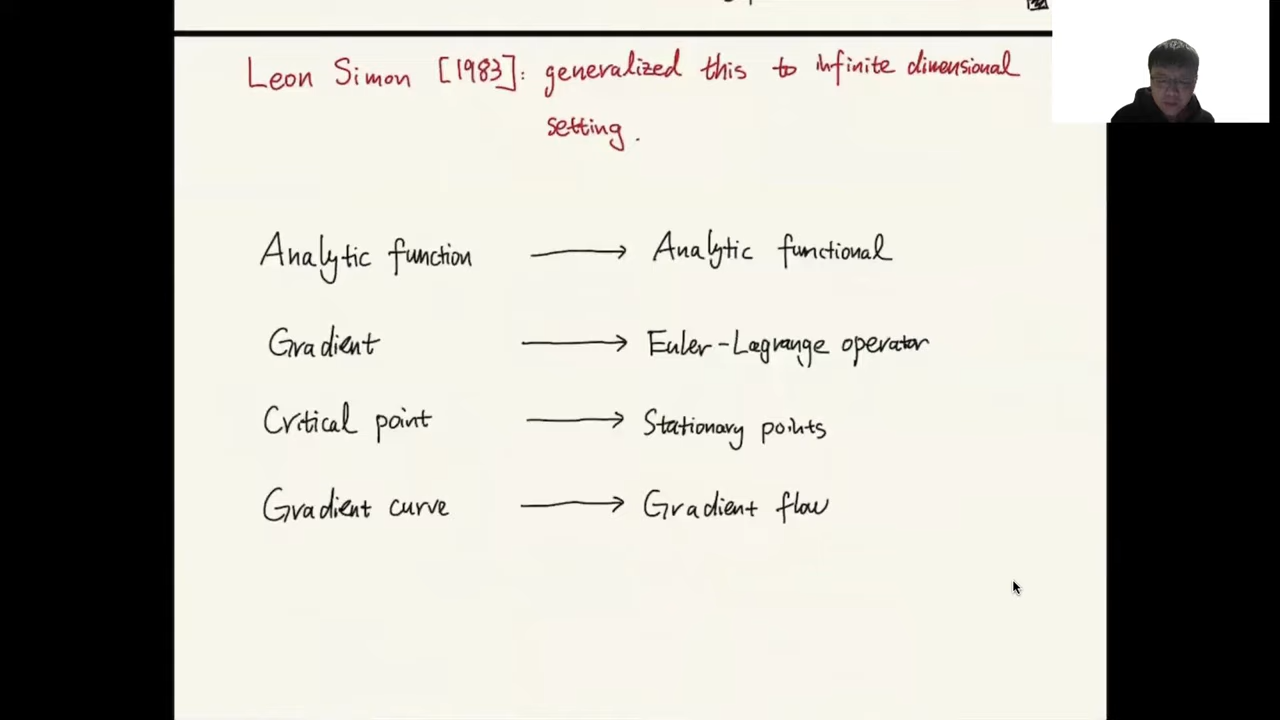 Leon Simon [1983]: generalized this to infinite dimensional
setting.
Analytic function → Analytic functional
Gradient → Euler-Lagrange operator
Critical point → Stationary points
Gradient curve → Gradient flow